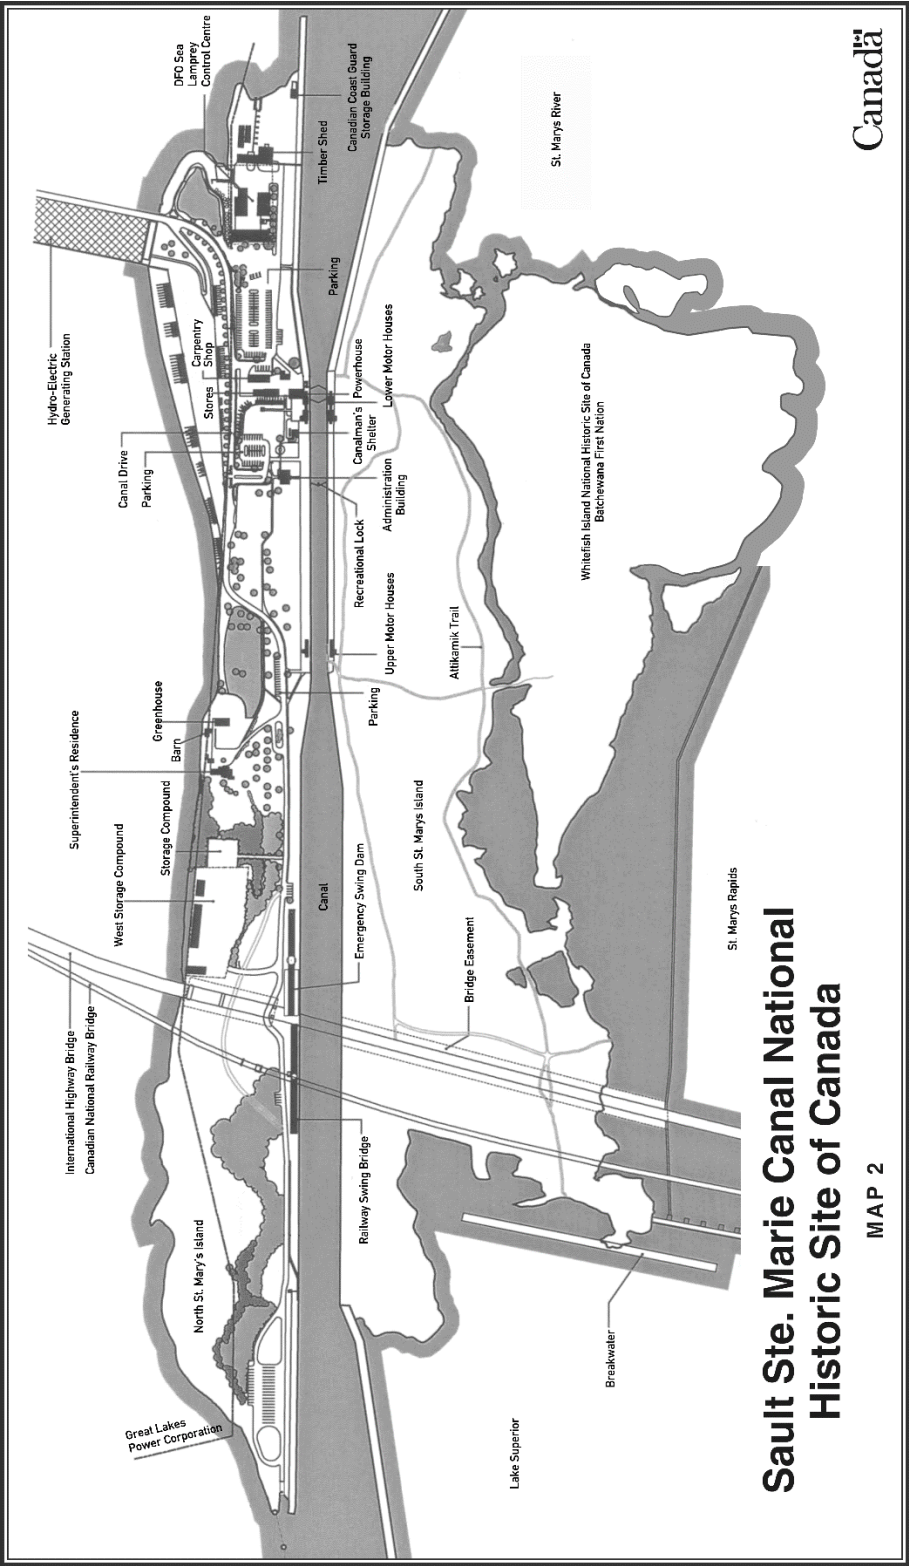 Great Lakes
Power Corporation
North St. Mary's Island
International Highway Bridge
Canadian National Railway Bridge
West Storage Compound
Storage Compound
Superintendent's Residence
Barn
Greenhouse
Canal Drive
Parking
Stores
Carpentry
Shop
Hydro-Electric
Generating Station
DFO Sea
Lamprey
Control Centre
Timber Shed
Canadian Coast Guard
Storage Building
Parking
Powerhouse
Lower Motor Houses
Canalman's
Shelter
Administration
Building
Recreational Lock
Upper Motor Houses
Parking
Canal
Emergency Swing Dam
Railway Swing Bridge
Attikamik Trail
South St. Marys Island
Bridge Easement
St. Marys River
Whitefish Island National Historic Site of Canada
Batchewana First Nation
St. Marys Rapids
Breakwater
Lake Superior
Sault Ste. Marie Canal National
Historic Site of Canada
MAP 2
Canada